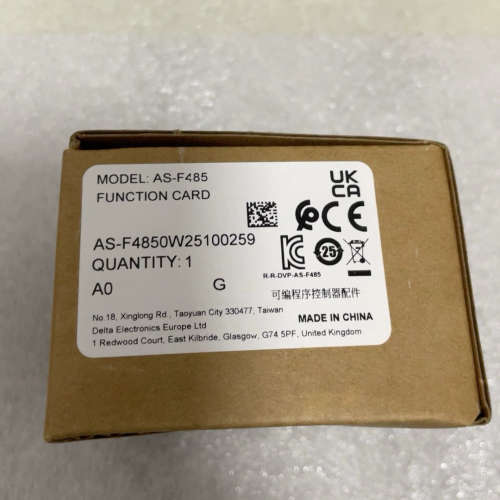 MODEL: AS-F485
FUNCTION CARD
UK
CA
AS-F4850W25100259
QUANTITY: 1
25
R-R-DVP-AS-F485
A0 G
可编程序控制器配件
No.18, Xinglong Rd., Taoyuan City 330477, Taiwan
Delta Electronics Europe Ltd
MADE IN CHINA
1 Redwood Court, East Kilbride, Glasgow, G74 5PF, United Kingdom